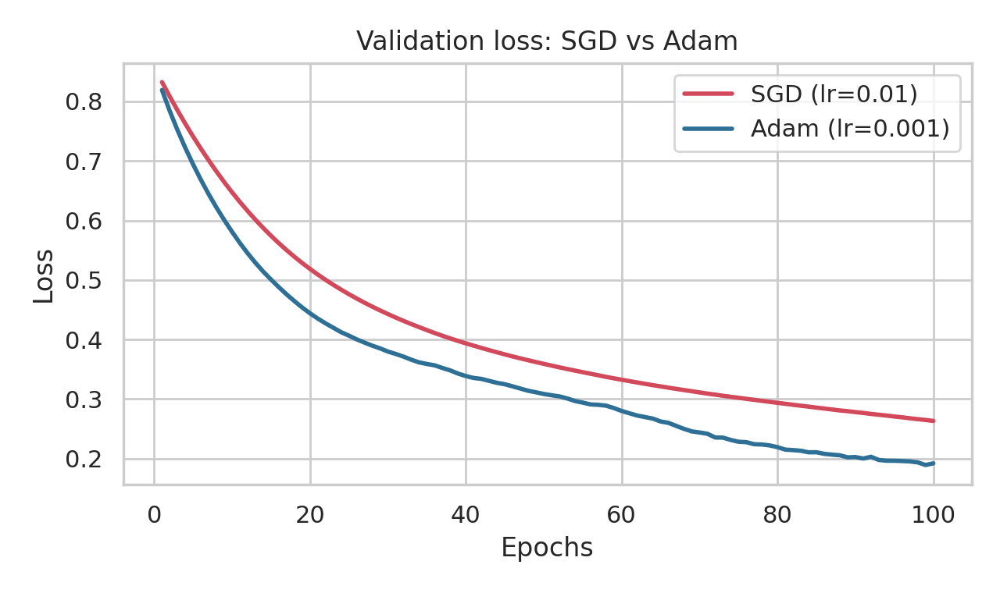 Validation loss: SGD vs Adam
SGD (lr=0.01)
Adam (lr=0.001)
Loss
0.8
0.7
0.6
0.5
0.4
0.3
0.2
0 20 40 60 80 100
Epochs